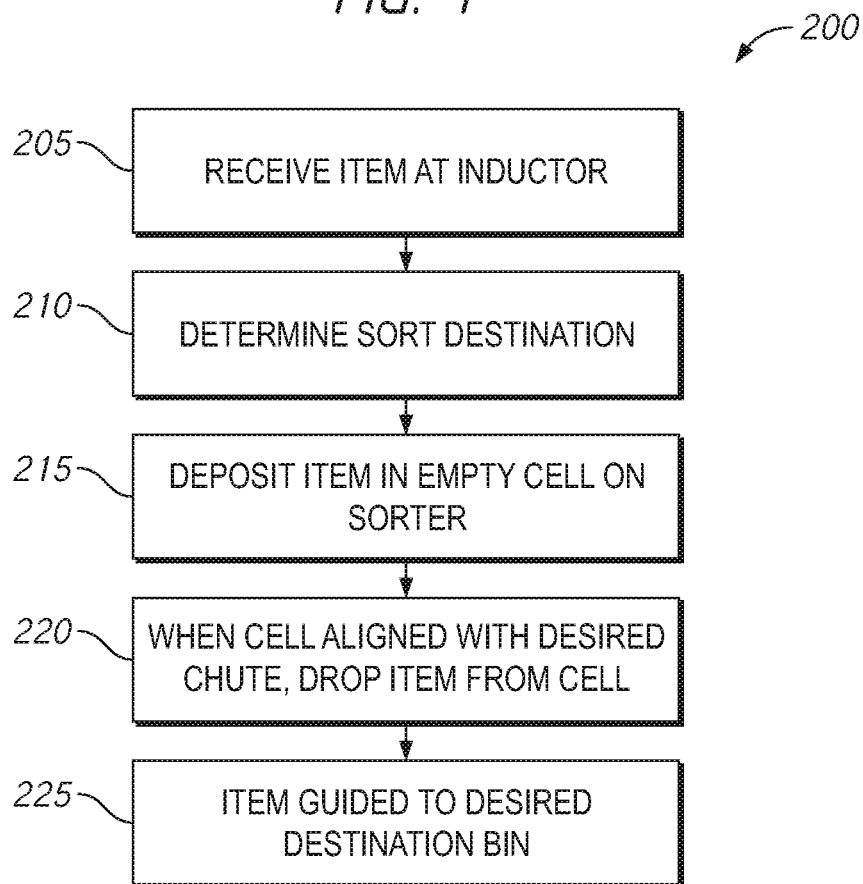 200
205
RECEIVE ITEM AT INDUCTOR
210
DETERMINE SORT DESTINATION
215
DEPOSIT ITEM IN EMPTY CELL ON
SORTER
220
WHEN CELL ALIGNED WITH DESIRED
CHUTE, DROP ITEM FROM CELL
225
ITEM GUIDED TO DESIRED
DESTINATION BIN